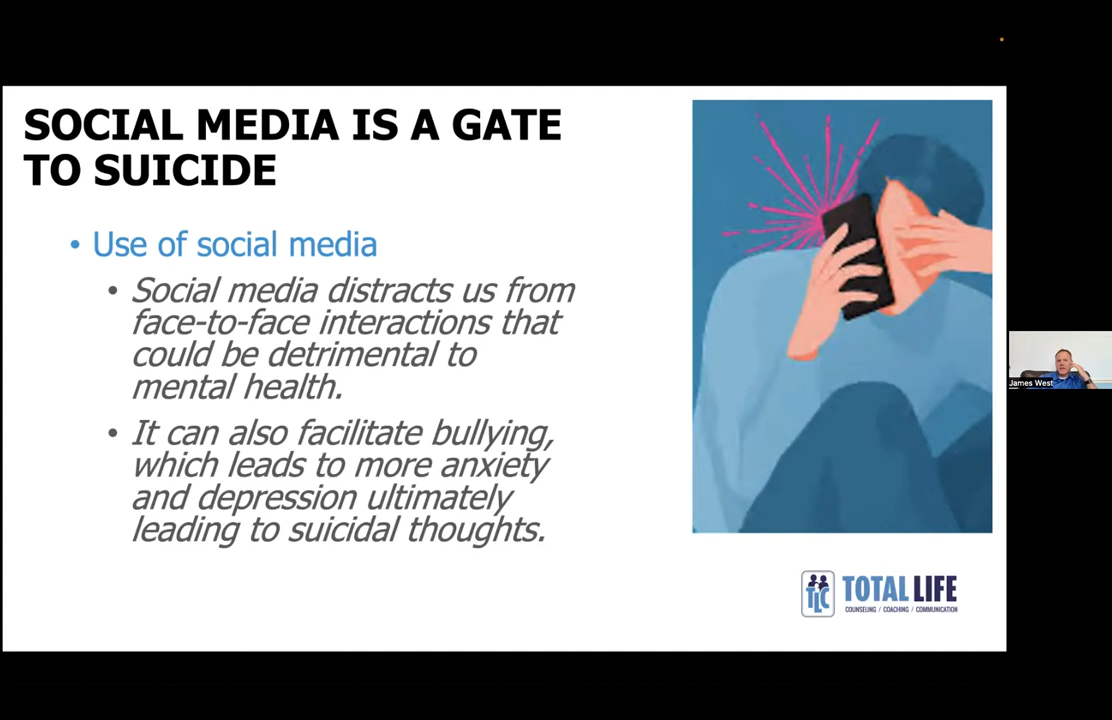 SOCIAL MEDIA IS A GATE
TO SUICIDE
• Use of social media
• Social media distracts us from
face-to-face interactions that
could be detrimental to
mental health.
• It can also facilitate bullying,
which leads to more anxiety
and depression ultimately
leading to suicidal thoughts.
James West
TLC
TOTAL LIFE
COUNSELING / COACHING / COMMUNICATION